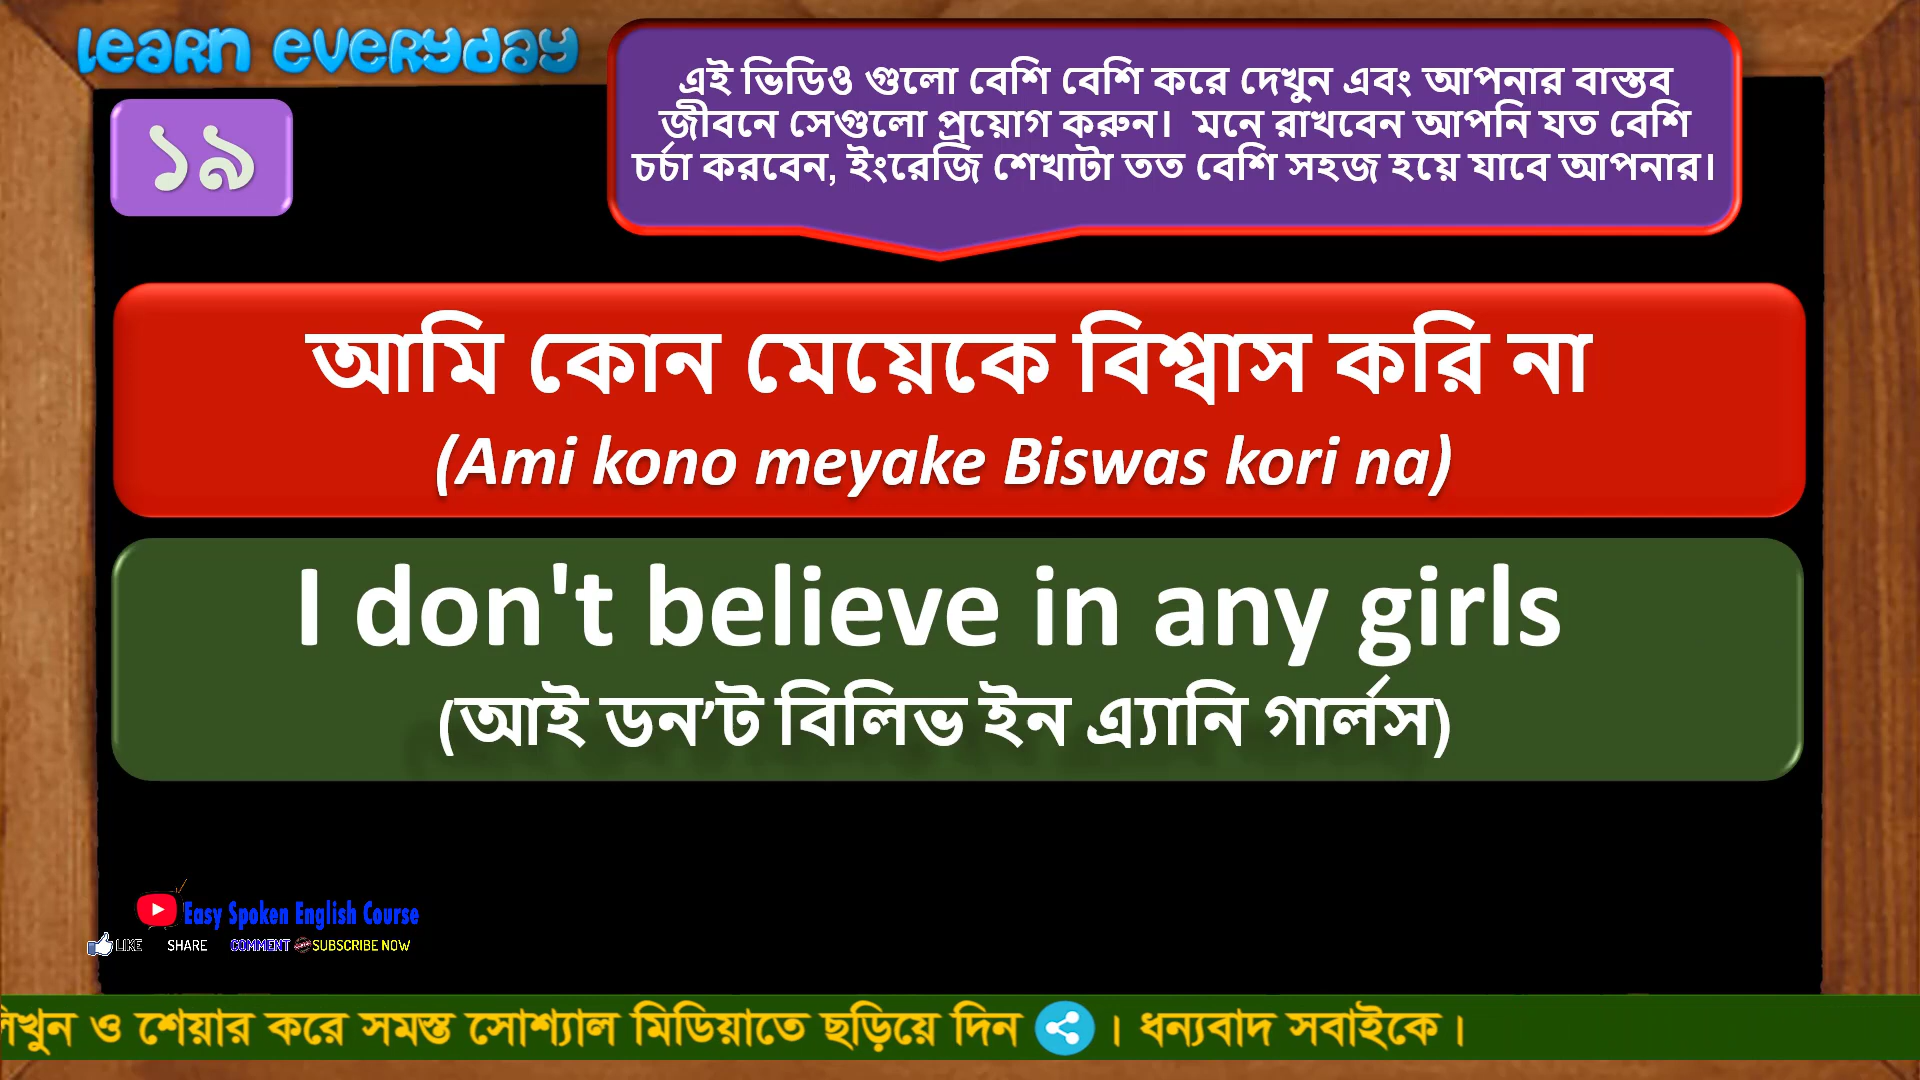 Learn Everyday
এই ভিডিও গুলো বেশি বেশি করে দেখুন এবং আপনার বাস্তব
জীবনে সেগুলো প্রয়োগ করুন। মনে রাখবেন আপনি যত বেশি
চর্চা করবেন, ইংরেজি শেখাটা তত বেশি সহজ হয়ে যাবে আপনার।
১৯
আমি কোন মেয়েকে বিশ্বাস করি না
(Ami kono meyake Biswas kori na)
I don't believe in any girls
(আই ডন’ট বিলিভ ইন এ্যানি গার্লস)
Easy Spoken English Course
LIKE SHARE COMMENT SUBSCRIBE NOW
ও শেয়ার করে সমস্ত সোশ্যাল মিডিয়াতে ছড়িয়ে দিন । ধন্যবাদ সবাইকে।